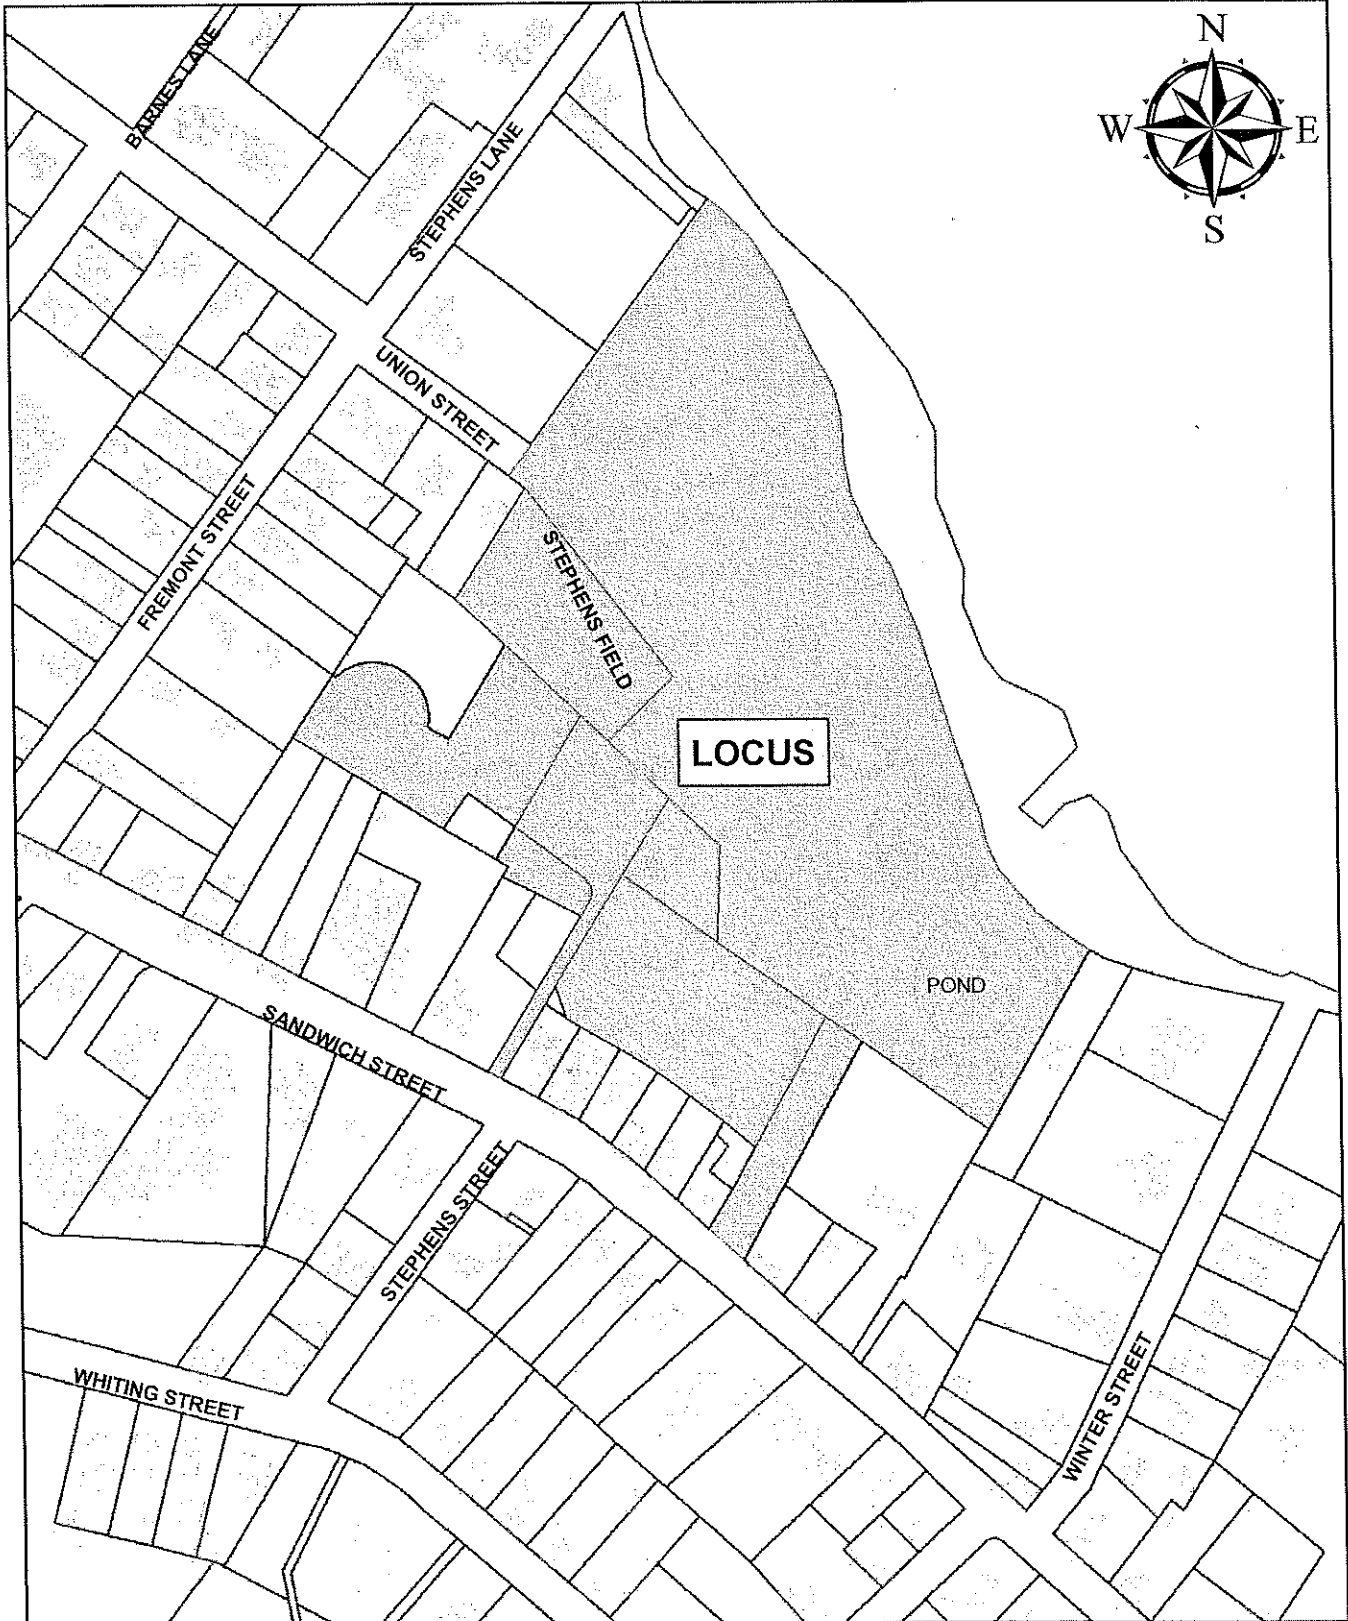 N
W E
S
BARNES LANE
STEPHENS LANE
UNION STREET
FREMONT STREET
STEPHENS FIELD
LOCUS
POND
SANDWICH STREET
STEPHENS STREET
WHITING STREET
WINTER STREET